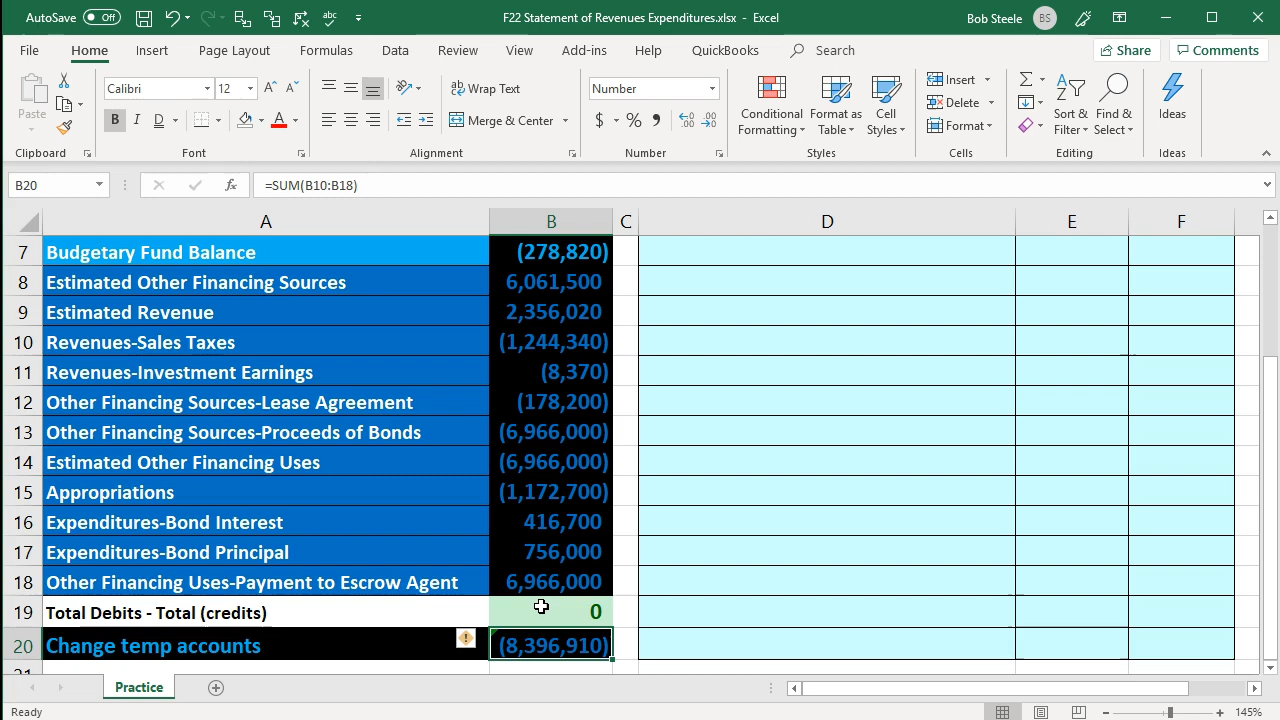 AutoSave Off
F22 Statement of Revenues Expenditures.xlsx - Excel
Bob Steele BS
File Home Insert Page Layout Formulas Data Review View Add-ins Help QuickBooks Search Share Comments
Paste
Clipboard
Calibri 12
B I D A
Font
Wrap Text
Merge & Center
Alignment
Number
$ % ,
Number
Conditional Formatting
Format as Table
Cell Styles
Styles
Insert
Delete
Format
Cells
Sort & Filter
Find & Select
Editing
Ideas
Ideas
B20 fx =SUM(B10:B18)
A B C D E F
7 Budgetary Fund Balance (278,820)
8 Estimated Other Financing Sources 6,061,500
9 Estimated Revenue 2,356,020
10 Revenues-Sales Taxes (1,244,340)
11 Revenues-Investment Earnings (8,370)
12 Other Financing Sources-Lease Agreement (178,200)
13 Other Financing Sources-Proceeds of Bonds (6,966,000)
14 Estimated Other Financing Uses (6,966,000)
15 Appropriations (1,172,700)
16 Expenditures-Bond Interest 416,700
17 Expenditures-Bond Principal 756,000
18 Other Financing Uses-Payment to Escrow Agent 6,966,000
19 Total Debits - Total (credits) 0
20 Change temp accounts (8,396,910)
21
Practice
Ready
145%